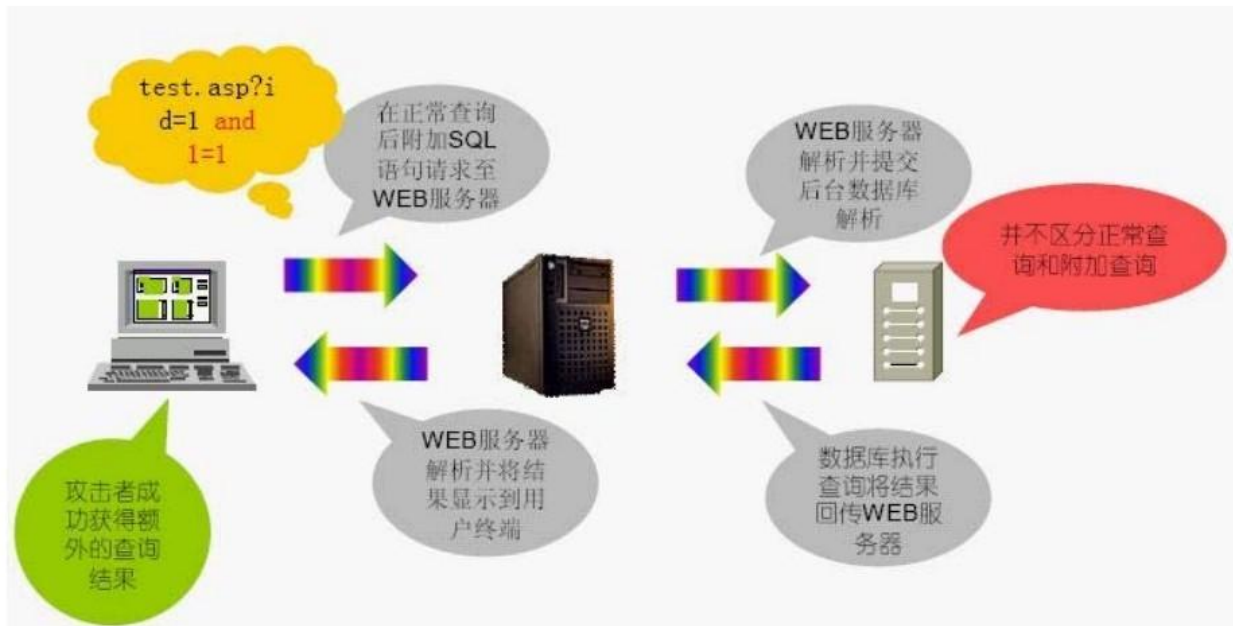 test.asp?i
d=1 and
1=1
在正常查询
后附加SQL
语句请求至
WEB服务器
WEB服务器
解析并提交
后台数据库
解析
并不区分正常查
询和附加查询
攻击者成
功获得额
外的查询
结果
WEB服务器
解析并将结
果显示到用
户终端
数据库执行
查询将结果
回传WEB服
务器